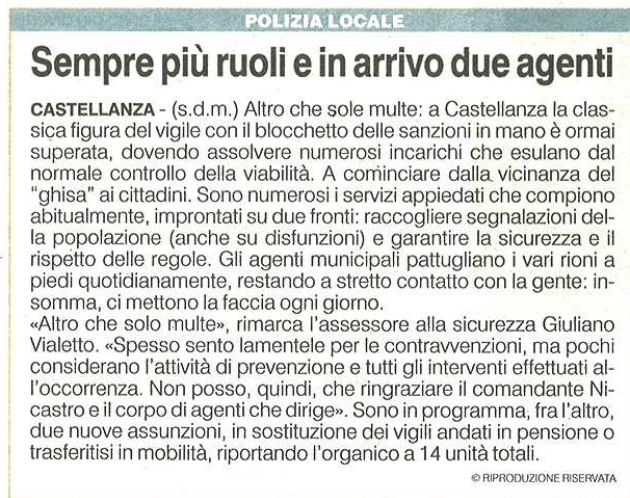 POLIZIA LOCALE
Sempre più ruoli e in arrivo due agenti
CASTELLANZA - (s.d.m.) Altro che sole multe: a Castellanza la clas-
sica figura del vigile con il blocchetto delle sanzioni in mano è ormai
superata, dovendo assolvere numerosi incarichi che esulano dal
normale controllo della viabilità. A cominciare dalla vicinanza del
"ghisa" ai cittadini. Sono numerosi i servizi appiedati che compiono
abitualmente, improntati su due fronti: raccogliere segnalazioni del-
la popolazione (anche su disfunzioni) e garantire la sicurezza e il
rispetto delle regole. Gli agenti municipali pattugliano i vari rioni a
piedi quotidianamente, restando a stretto contatto con la gente: in-
somma, ci mettono la faccia ogni giorno.
«Altro che solo multe», rimarca l'assessore alla sicurezza Giuliano
Vialetto. «Spesso sento lamentele per le contravvenzioni, ma pochi
considerano l'attività di prevenzione e tutti gli interventi effettuati al-
l'occorrenza. Non posso, quindi, che ringraziare il comandante Ni-
castro e il corpo di agenti che dirige». Sono in programma, fra l'altro,
due nuove assunzioni, in sostituzione dei vigili andati in pensione o
trasferitisi in mobilità, riportando l'organico a 14 unità totali.
© RIPRODUZIONE RISERVATA